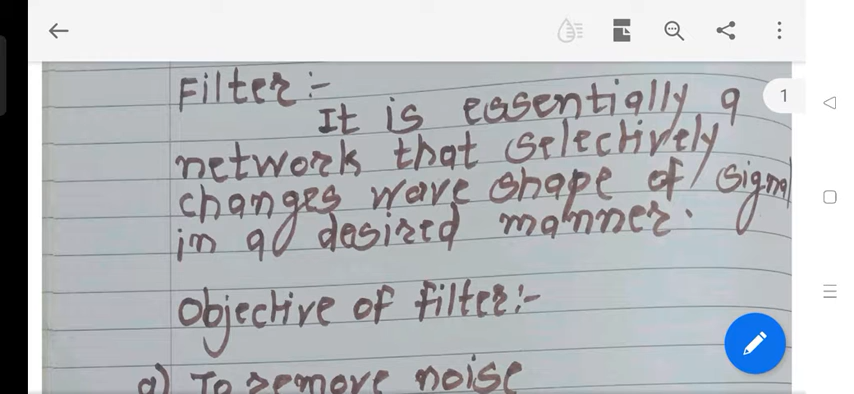 Filter:-
1
It is essentially a
network that selectively
changes wave shape of signal
in a desired manner.
Objective of filter:-
a) To remove noise